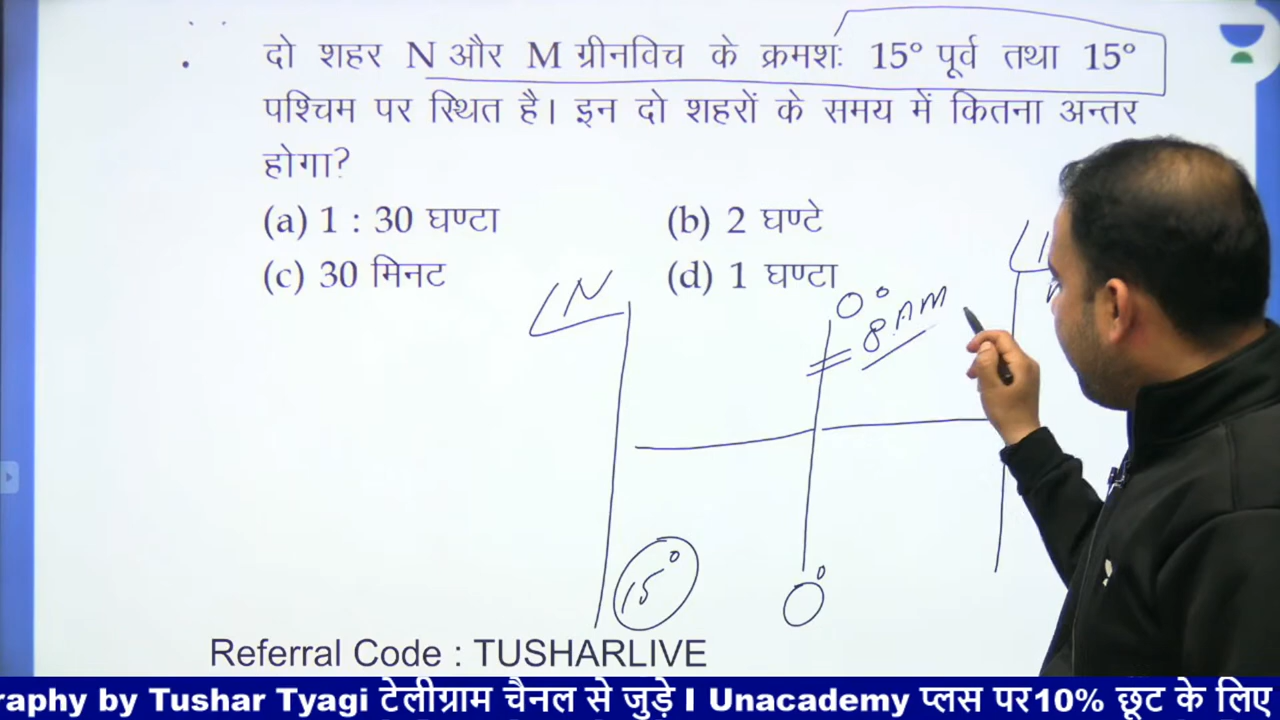 दो शहर N और M ग्रीनविच के क्रमशः 15° पूर्व तथा 15°
पश्चिम पर स्थित है। इन दो शहरों के समय में कितना अन्तर
होगा?
(a) 1 : 30 घण्टा (b) 2 घण्टे
(c) 30 मिनट (d) 1 घण्टा
N
0°
8 AM
15°
0°
Referral Code : TUSHARLIVE
raphy by Tushar Tyagi टेलीग्राम चैनल से जुड़े I Unacademy प्लस पर10% छूट के लिए